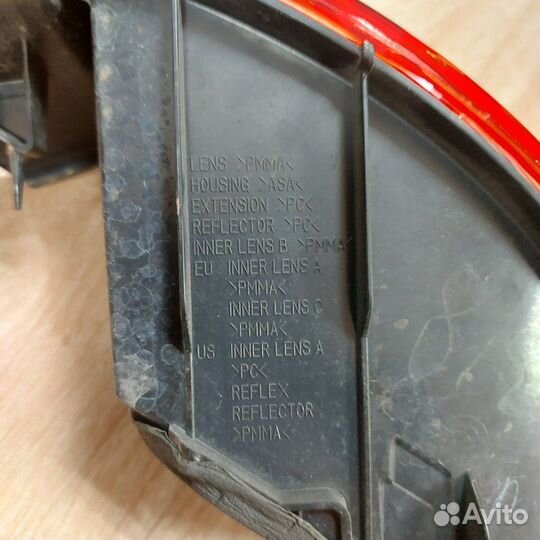 LENS >PMMA<
HOUSING >ASA<
EXTENSION >PC<
REFLECTOR >PC<
INNER LENS B >PMMA<
EU INNER LENS A
>PMMA<
INNER LENS C
>PMMA<
US INNER LENS A
>PC<
REFLEX
REFLECTOR
>PMMA<
Avito